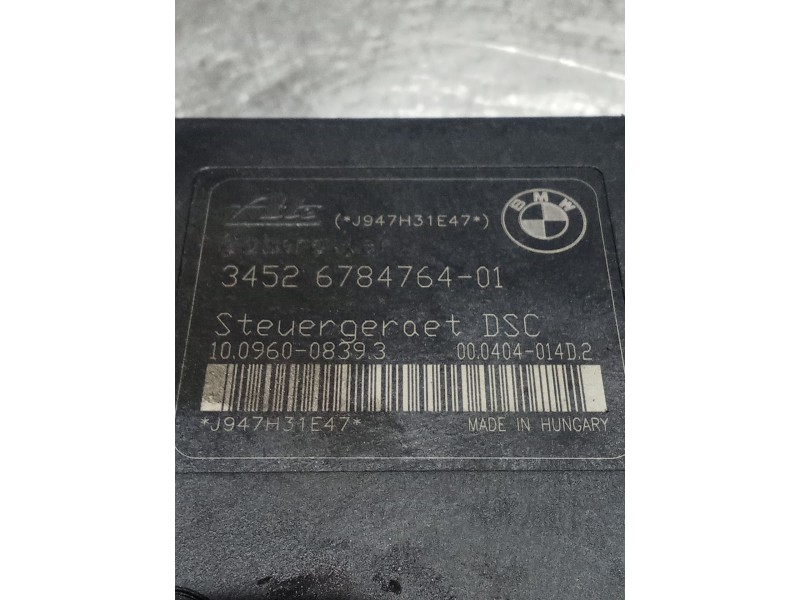 (*J947H31E47*)
BMW
3452 6784764-01
Steuergeraet DSC
10.0960-0839.3 00.0404-014D.2
*J947H31E47* MADE IN HUNGARY